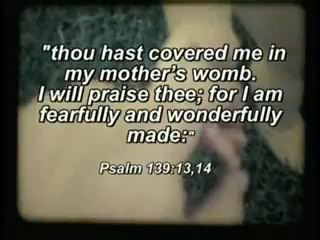 "thou hast covered me in
my mother's womb.
I will praise thee; for I am
fearfully and wonderfully
made:"
Psalm 139:13,14